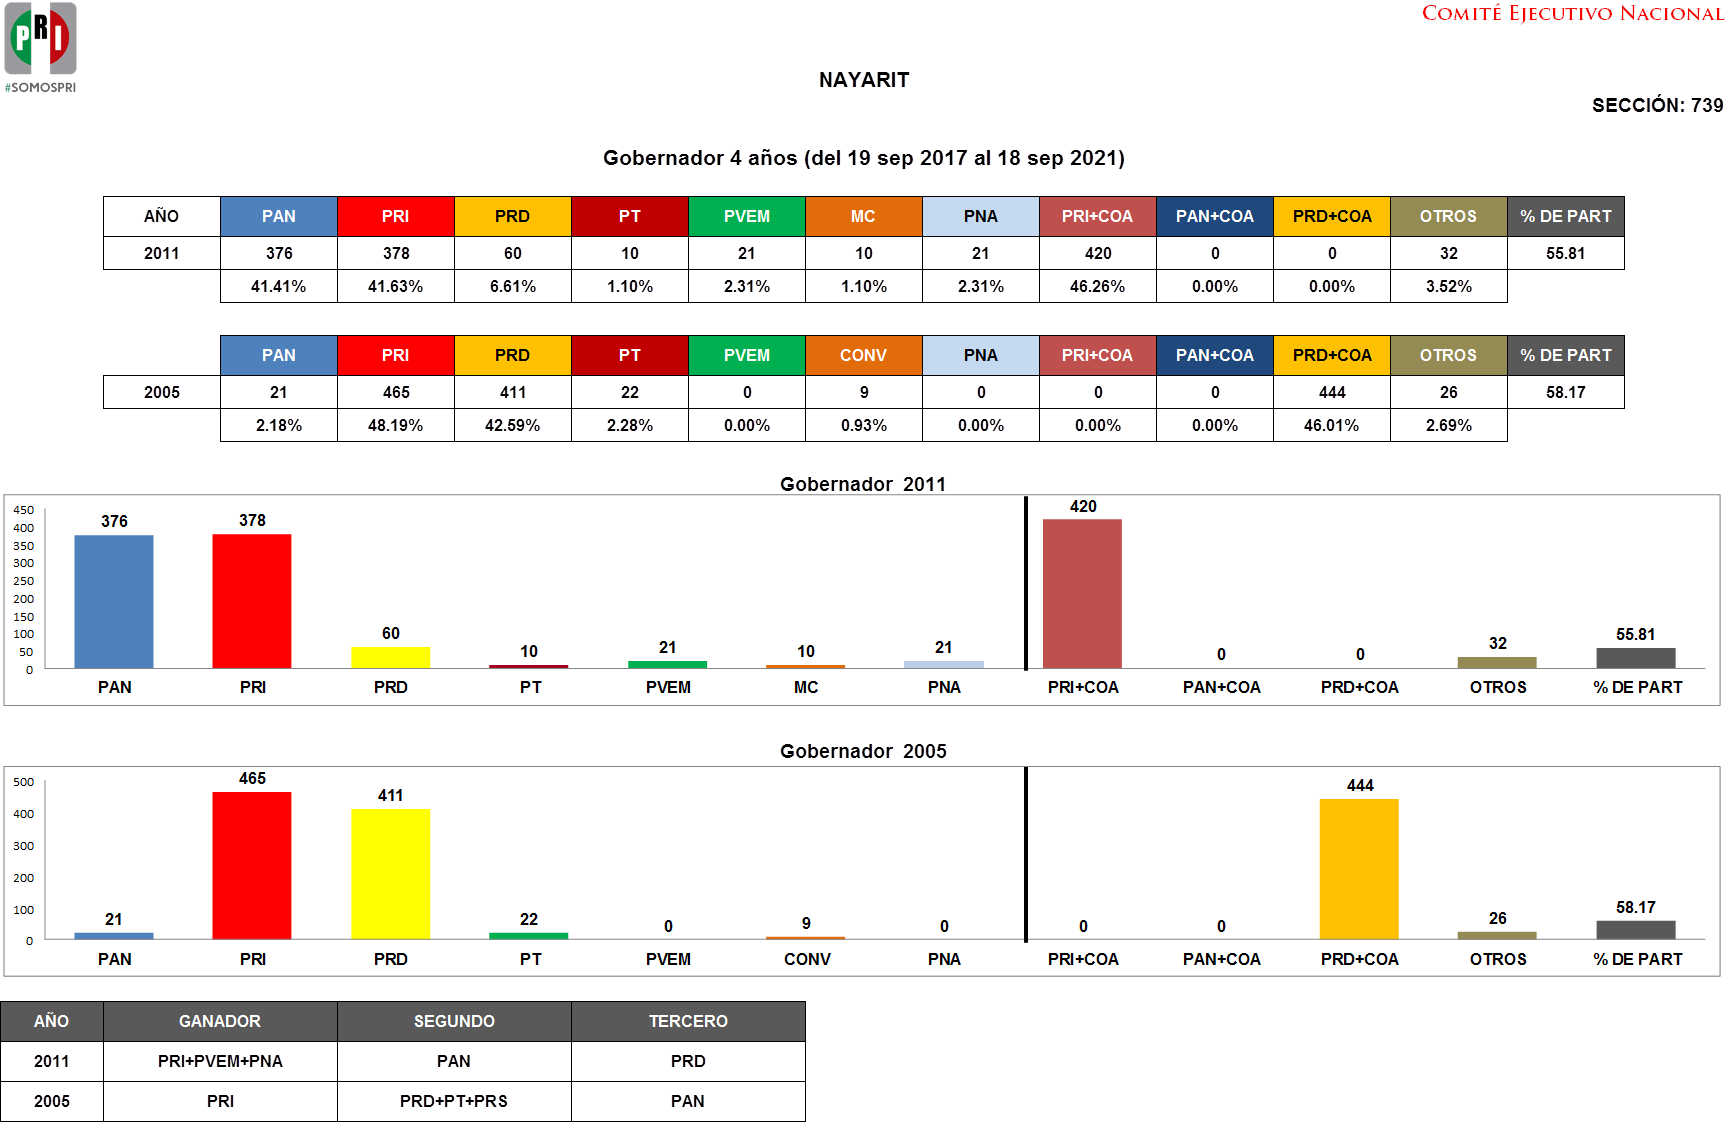 PRI
#SOMOSPRI
COMITÉ EJECUTIVO NACIONAL
NAYARIT
SECCIÓN: 739
Gobernador 4 años (del 19 sep 2017 al 18 sep 2021)
AÑO PAN PRI PRD PT PVEM MC PNA PRI+COA PAN+COA PRD+COA OTROS % DE PART
2011 376 378 60 10 21 10 21 420 0 0 32 55.81
41.41% 41.63% 6.61% 1.10% 2.31% 1.10% 2.31% 46.26% 0.00% 0.00% 3.52%
PAN PRI PRD PT PVEM CONV PNA PRI+COA PAN+COA PRD+COA OTROS % DE PART
2005 21 465 411 22 0 9 0 0 0 444 26 58.17
2.18% 48.19% 42.59% 2.28% 0.00% 0.93% 0.00% 0.00% 0.00% 46.01% 2.69%
Gobernador 2011
450
400
350
300
250
200
150
100
50
0
376 378 60 10 21 10 21 420 0 0 32 55.81
PAN PRI PRD PT PVEM MC PNA PRI+COA PAN+COA PRD+COA OTROS % DE PART
Gobernador 2005
500
400
300
200
100
0
21 465 411 22 0 9 0 0 0 444 26 58.17
PAN PRI PRD PT PVEM CONV PNA PRI+COA PAN+COA PRD+COA OTROS % DE PART
AÑO GANADOR SEGUNDO TERCERO
2011 PRI+PVEM+PNA PAN PRD
2005 PRI PRD+PT+PRS PAN